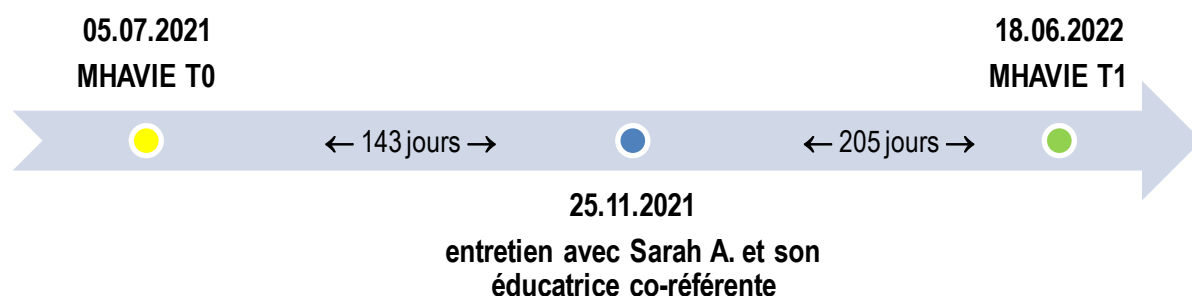 05.07.2021
MHAVIE T0
18.06.2022
MHAVIE T1
← 143 jours →
← 205 jours →
25.11.2021
entretien avec Sarah A. et son
éducatrice co-référente